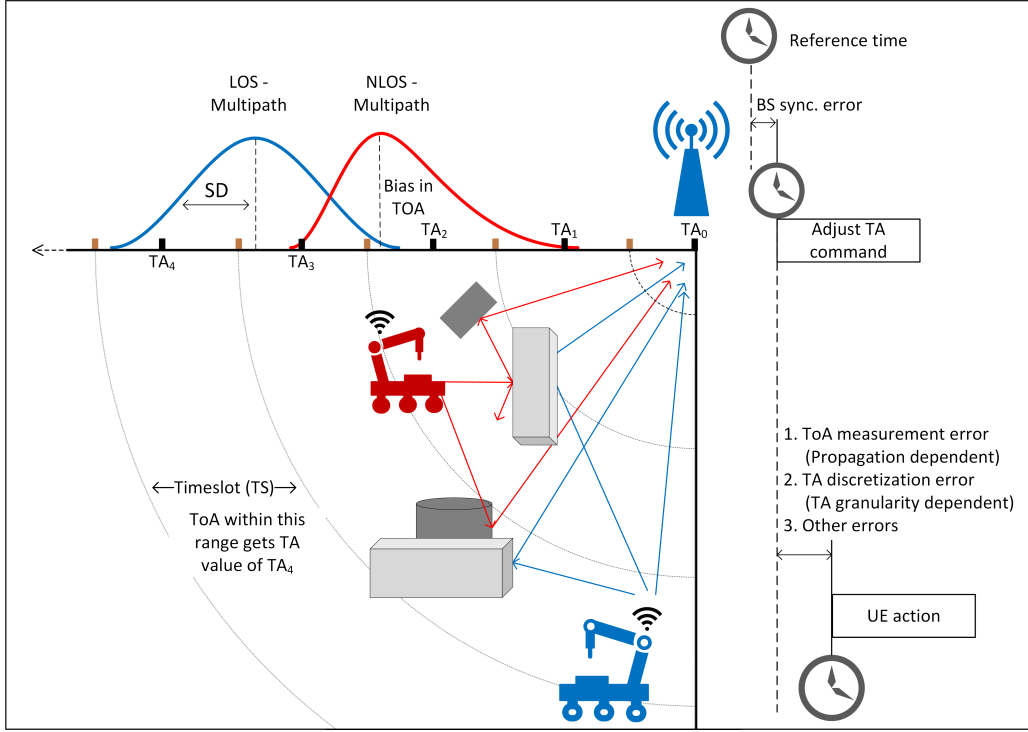 Reference time
BS sync. error
LOS -
Multipath
NLOS -
Multipath
SD
Bias in
TOA
TA₄
TA₃
TA₂
TA₁
TA₀
Adjust TA
command
Timeslot (TS)
ToA within this
range gets TA
value of TA₄
1. ToA measurement error
(Propagation dependent)
2. TA discretization error
(TA granularity dependent)
3. Other errors
UE action